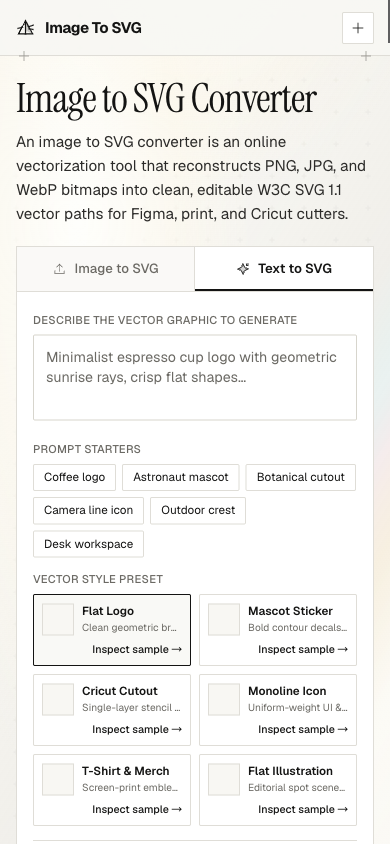 Image To SVG
Image to SVG Converter
An image to SVG converter is an online
vectorization tool that reconstructs PNG, JPG, and
WebP bitmaps into clean, editable W3C SVG 1.1
vector paths for Figma, print, and Cricut cutters.
Image to SVG
Text to SVG
DESCRIBE THE VECTOR GRAPHIC TO GENERATE
Minimalist espresso cup logo with geometric
sunrise rays, crisp flat shapes...
PROMPT STARTERS
Coffee logo
Astronaut mascot
Botanical cutout
Camera line icon
Outdoor crest
Desk workspace
VECTOR STYLE PRESET
Flat Logo
Clean geometric br...
Inspect sample →
Mascot Sticker
Bold contour decals...
Inspect sample →
Cricut Cutout
Single-layer stencil ...
Inspect sample →
Monoline Icon
Uniform-weight UI &...
Inspect sample →
T-Shirt & Merch
Screen-print emble...
Inspect sample →
Flat Illustration
Editorial spot scene...
Inspect sample →